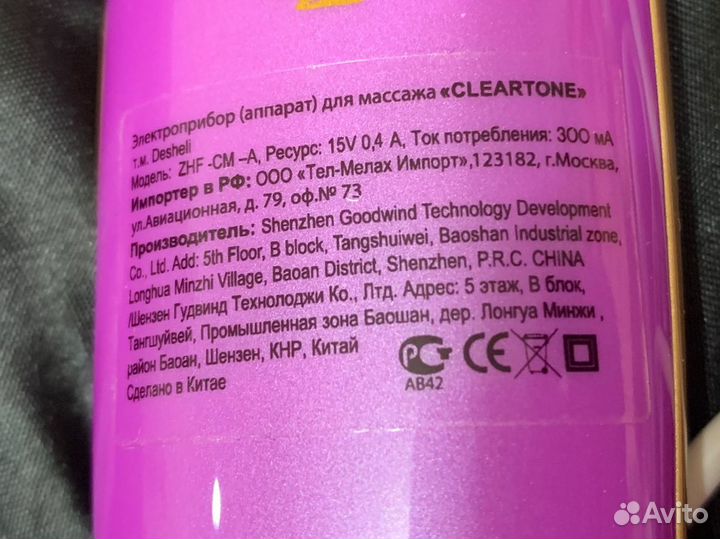 Электроприбор (аппарат) для массажа «CLEARTONE»
т.м. Desheli
Модель: ZHF -CM –A, Ресурс: 15V 0,4 A, Ток потребления: 300 мА
Импортер в РФ: ООО «Тел-Мелах Импорт»,123182, г.Москва,
ул.Авиационная, д. 79, оф.№ 73
Производитель: Shenzhen Goodwind Technology Development
Co., Ltd. Add: 5th Floor, B block, Tangshuiwei, Baoshan Industrial zone,
Longhua Minzhi Village, Baoan District, Shenzhen, P.R.C. CHINA
/Шензен Гудвинд Технолоджи Ко., Лтд. Адрес: 5 этаж, В блок,
Тангшуйвей, Промышленная зона Баошан, дер. Лонгуа Минжи ,
район Баоан, Шензен, КНР, Китай
Сделано в Китае
РСТ CE
АВ42
Avito